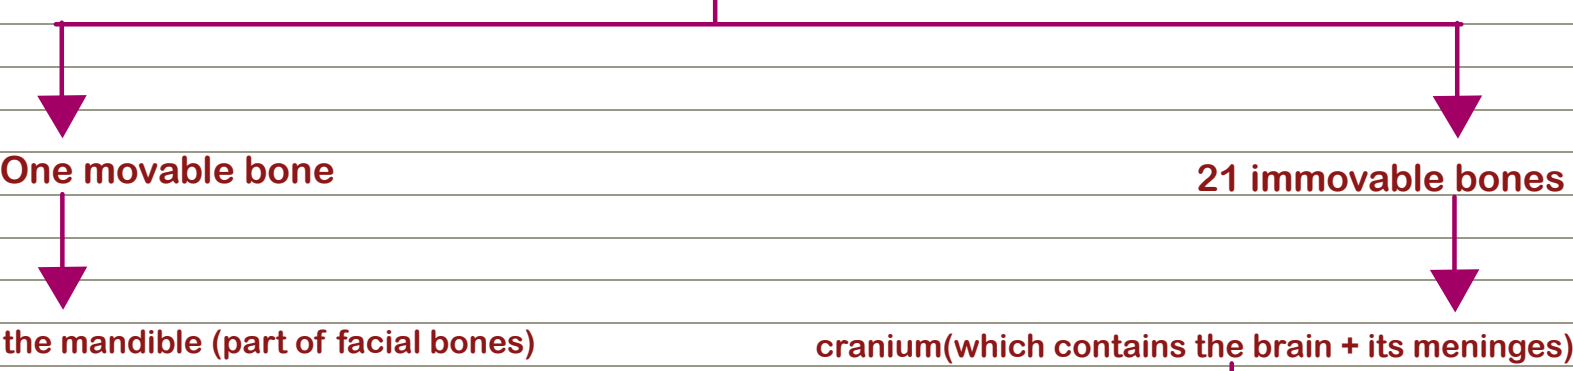 One movable bone
21 immovable bones
the mandible (part of facial bones)
cranium(which contains the brain + its meninges)